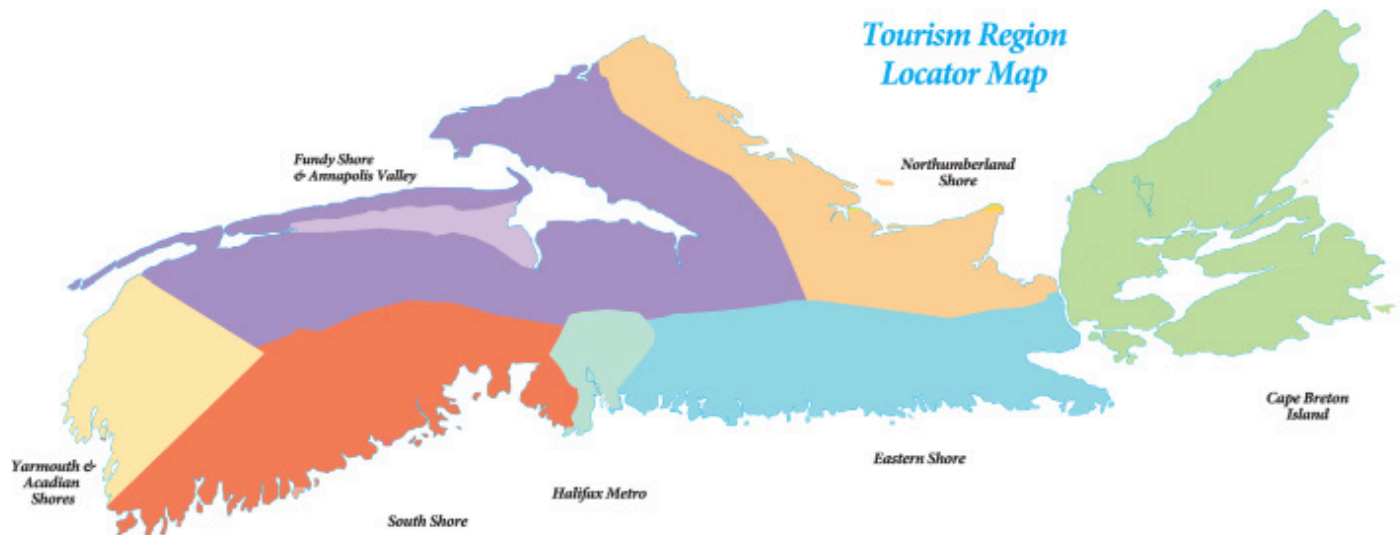 Tourism Region
Locator Map
Fundy Shore
& Annapolis Valley
Northumberland
Shore
Cape Breton
Island
Yarmouth &
Acadian
Shores
Eastern Shore
Halifax Metro
South Shore